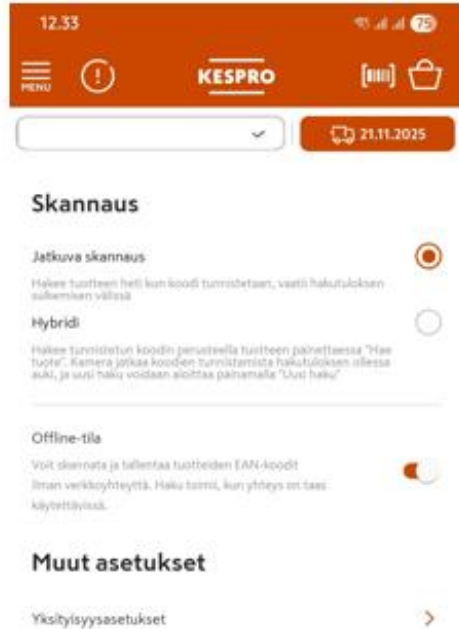 12.33
75
MENU
KESPRO
21.11.2025
Skannaus
Jatkuva skannaus
Hakee tuotteen heti kun koodi tunnistetaan, vaatii hakutuloksen
sulkemisen välissä
Hybridi
Hakee tunnistetun koodin perusteella tuotteen painettaessa "Hae
tuote". Kamera jatkaa koodien tunnistamista hakutuloksen ollessa
auki, ja uusi haku voidaan aloittaa painamalla "Uusi haku"
Offline-tila
Voit skannata ja tallentaa tuotteiden EAN-koodit
ilman verkkoyhteyttä. Haku toimii, kun yhteys on taas
käytettävissä.
Muut asetukset
Yksityisyysasetukset